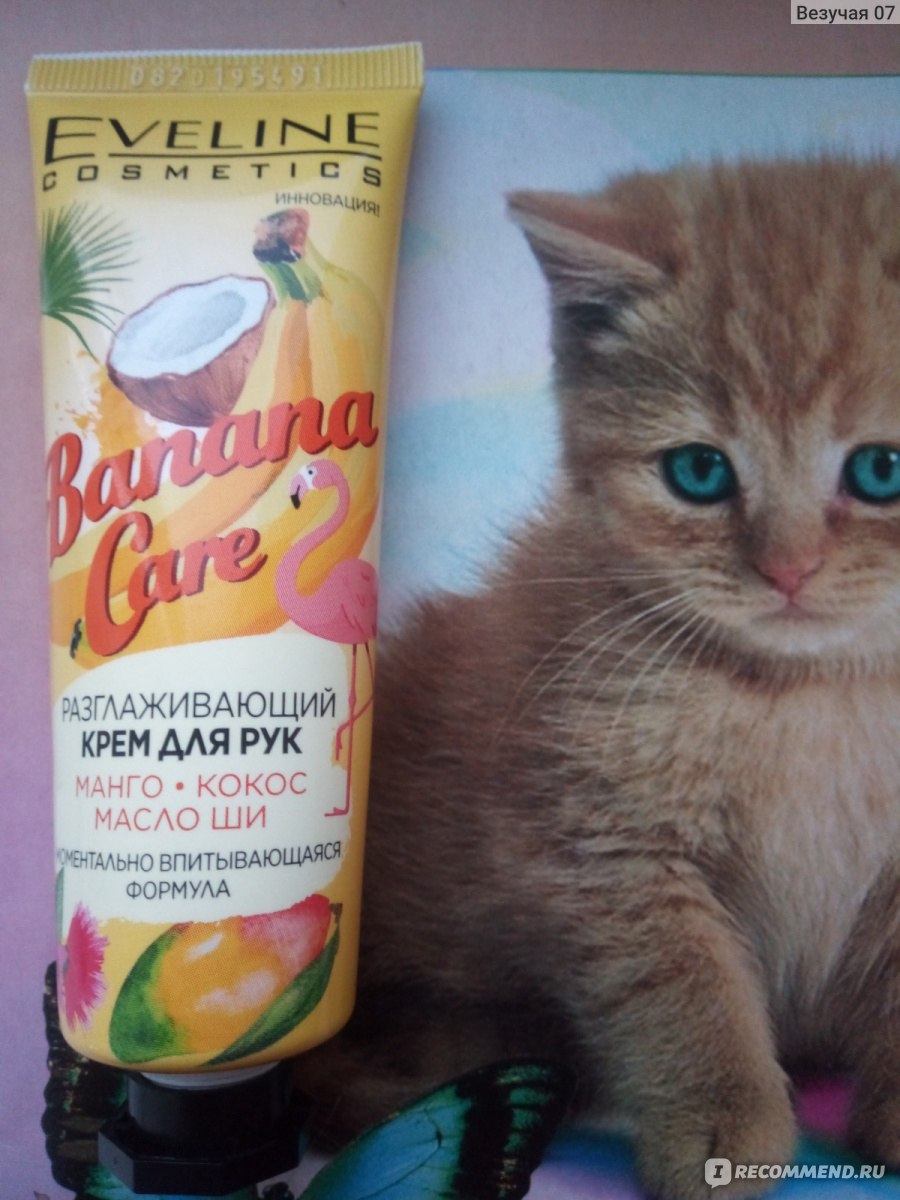 Везучая 07
0820195491
EVELINE
COSMETICS
ИННОВАЦИЯ!
Banana
Care
РАЗГЛАЖИВАЮЩИЙ
КРЕМ ДЛЯ РУК
МАНГО • КОКОС
МАСЛО ШИ
МОМЕНТАЛЬНО ВПИТЫВАЮЩАЯСЯ
ФОРМУЛА
IRECOMMEND.RU